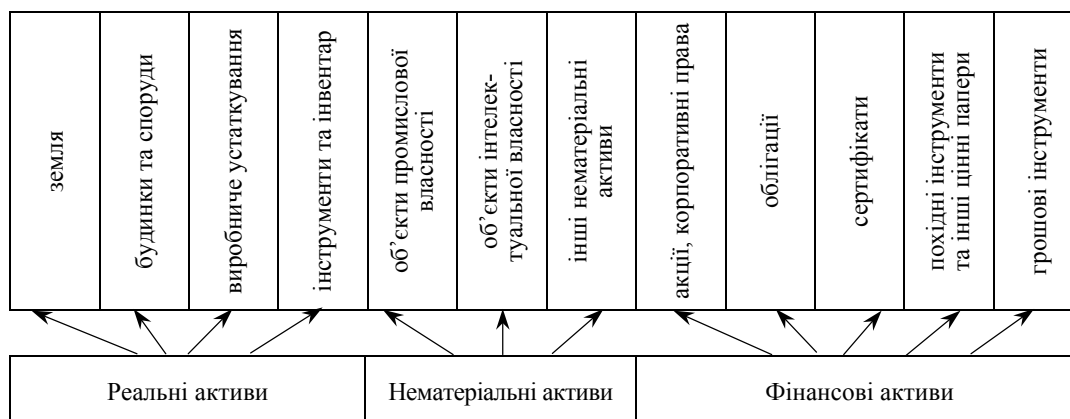 земля
будинки та споруди
виробниче устаткування
інструменти та інвентар
об’єкти промислової
власності
об’єкти інтелек-
туальної власності
інші нематеріальні
активи
акції, корпоративні права
облігації
сертифікати
похідні інструменти
та інші цінні папери
грошові інструменти
Реальні активи
Нематеріальні активи
Фінансові активи